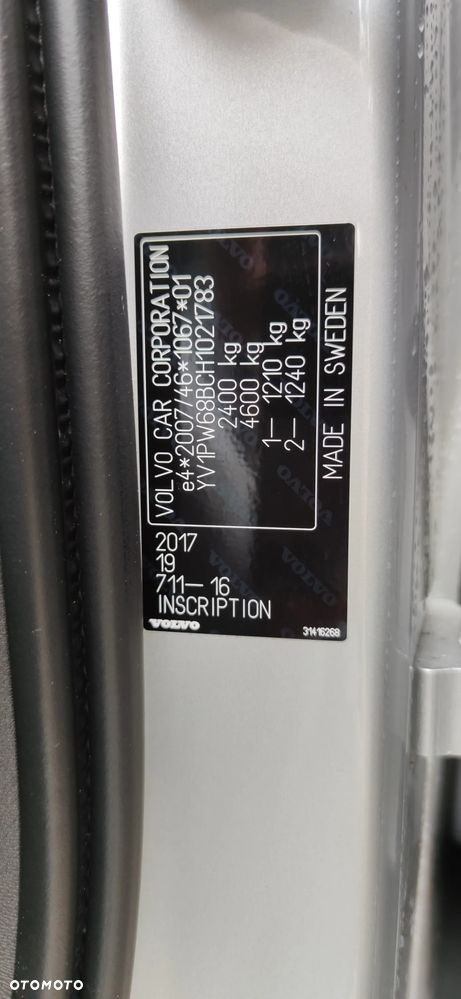 VOLVO CAR CORPORATION
e4*2007/46*1067*01
YV1PW68BCH1021783
2400 kg
4600 kg
1— 1210 kg
2— 1240 kg
MADE IN SWEDEN
2017
19
711—16
INSCRIPTION
VOLVO
31416268
OTOMOTO